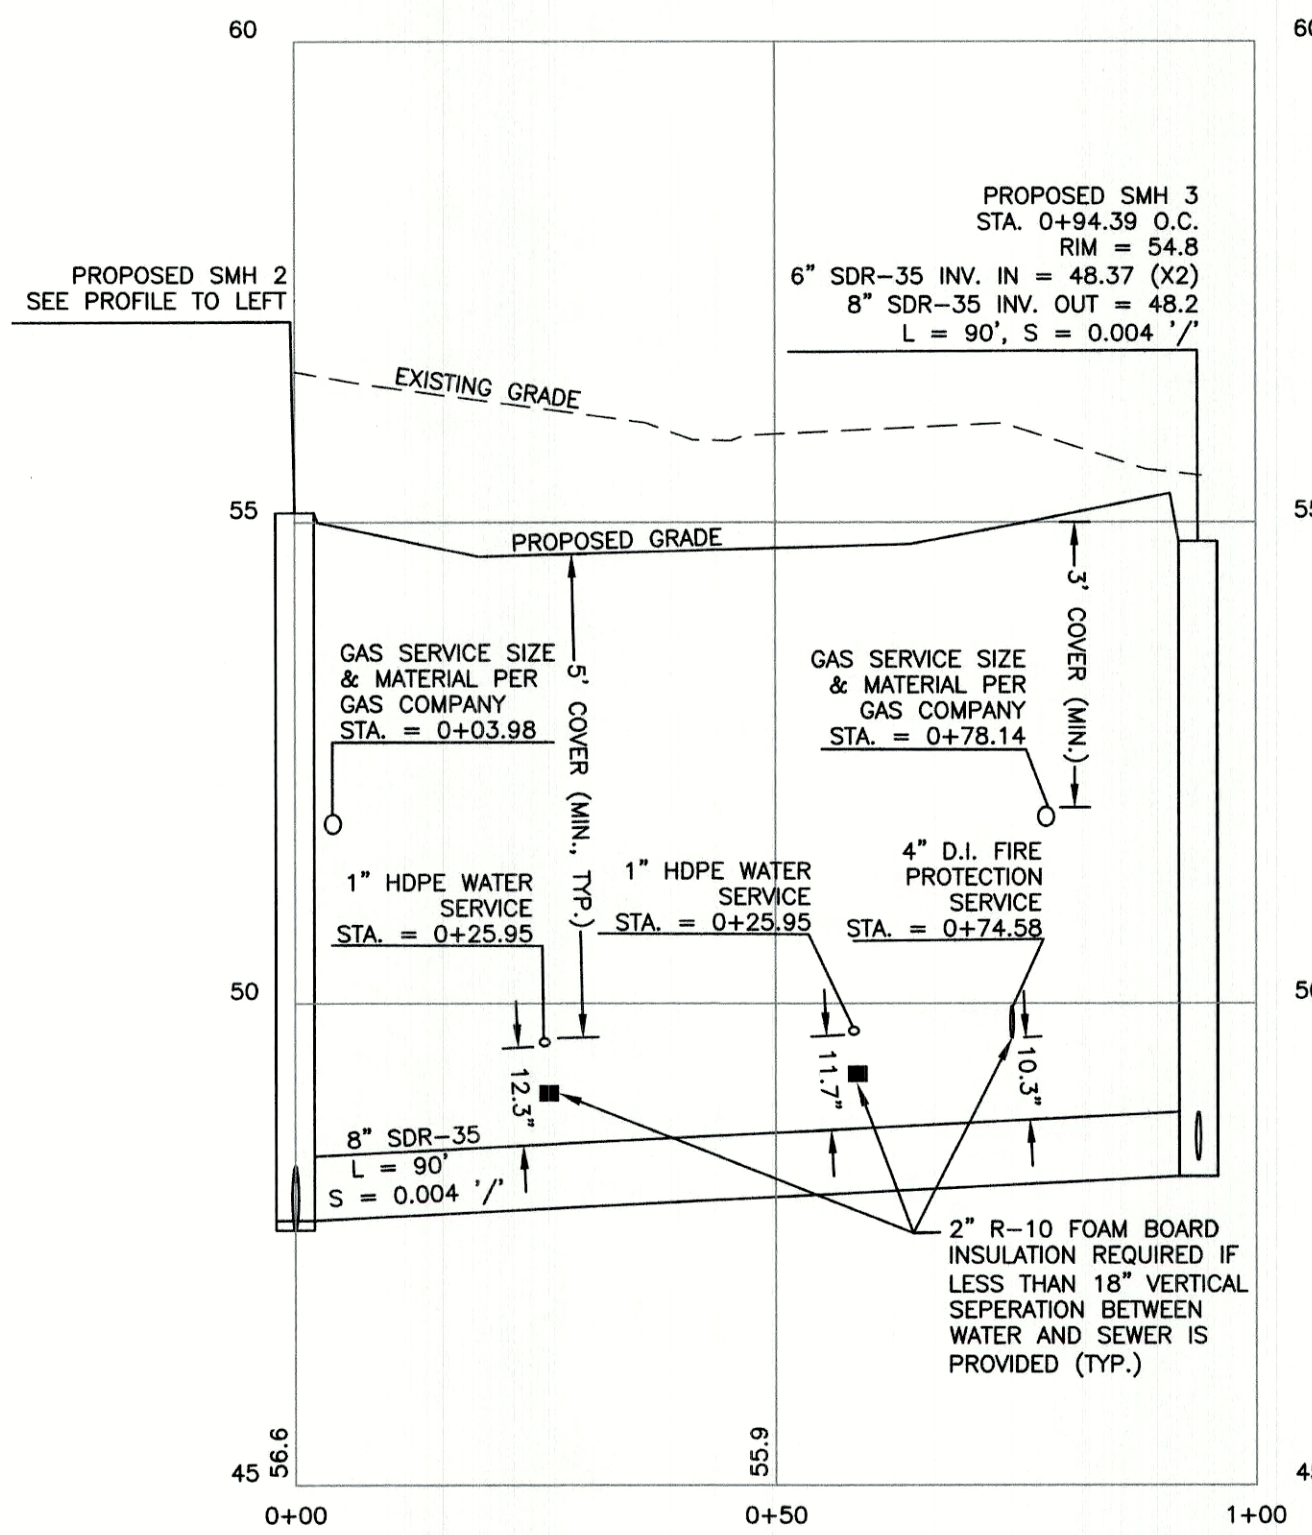 60
60
PROPOSED SMH 3
STA. 0+94.39 O.C.
RIM = 54.8
6" SDR-35 INV. IN = 48.37 (X2)
8" SDR-35 INV. OUT = 48.2
L = 90', S = 0.004 '/'
PROPOSED SMH 2
SEE PROFILE TO LEFT
EXISTING GRADE
55
55
PROPOSED GRADE
GAS SERVICE SIZE
& MATERIAL PER
GAS COMPANY
STA. = 0+03.98
5' COVER (MIN., TYP.)
GAS SERVICE SIZE
& MATERIAL PER
GAS COMPANY
STA. = 0+78.14
3' COVER (MIN.)
1" HDPE WATER
SERVICE
STA. = 0+25.95
1" HDPE WATER
SERVICE
STA. = 0+25.95
4" D.I. FIRE
PROTECTION
SERVICE
STA. = 0+74.58
50
50
12.3"
11.7"
10.3"
8" SDR-35
L = 90'
S = 0.004 '/'
2" R-10 FOAM BOARD
INSULATION REQUIRED IF
LESS THAN 18" VERTICAL
SEPERATION BETWEEN
WATER AND SEWER IS
PROVIDED (TYP.)
45
56.6
55.9
45
0+00
0+50
1+00